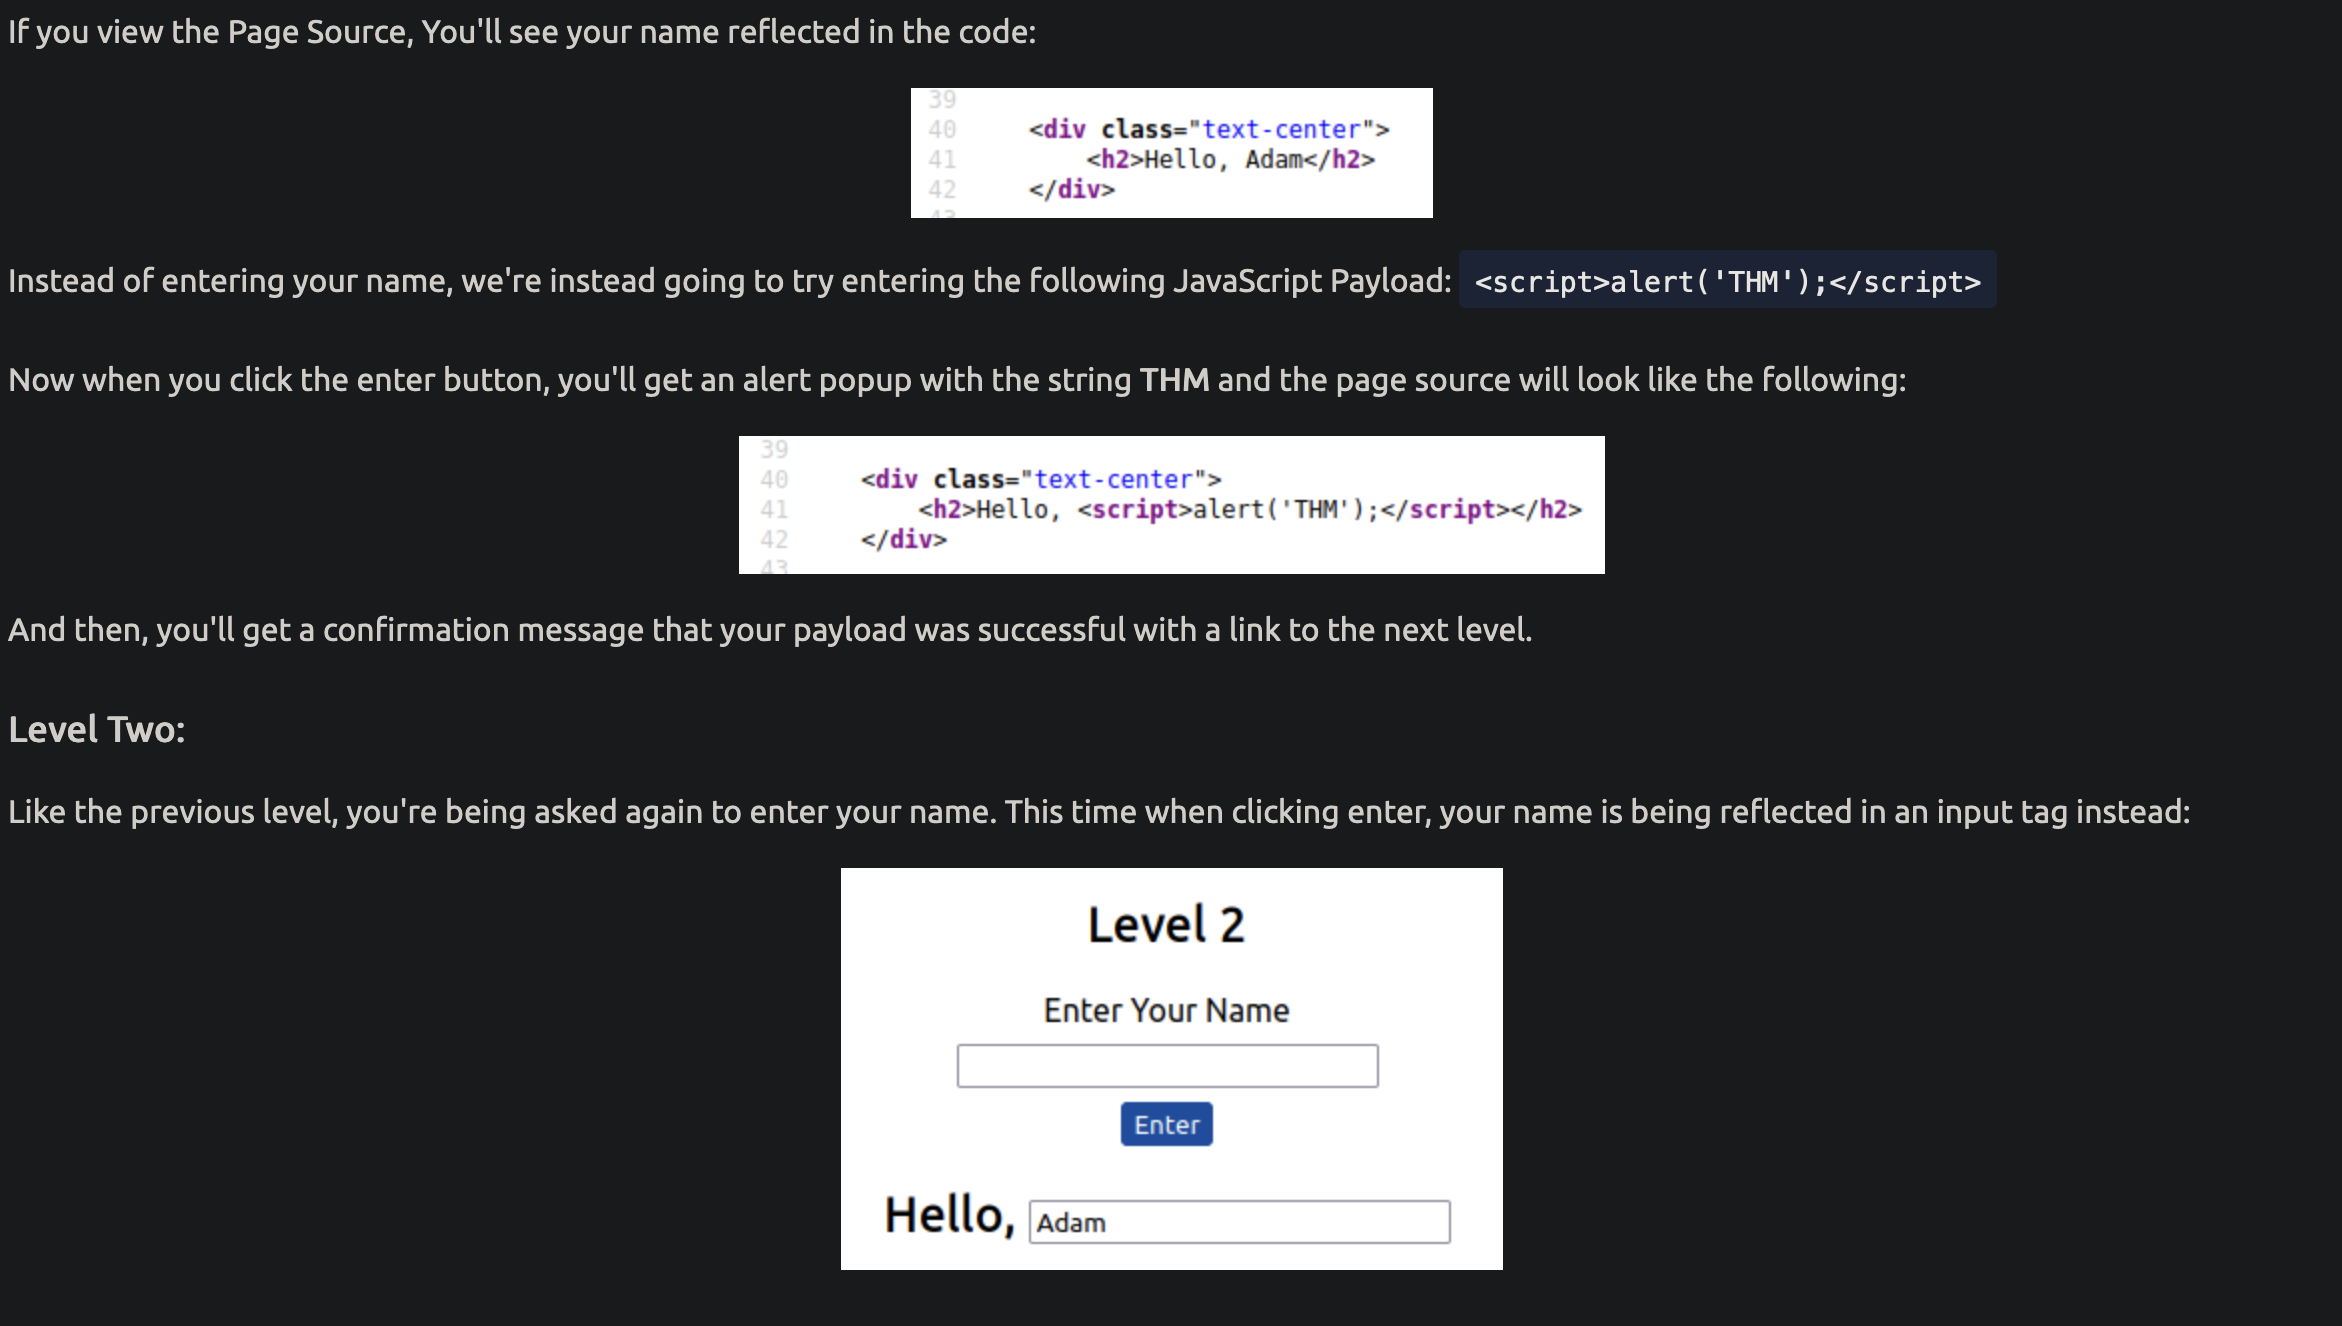 If you view the Page Source, You'll see your name reflected in the code:
39
40 <div class="text-center">
41 <h2>Hello, Adam</h2>
42 </div>
43
Instead of entering your name, we're instead going to try entering the following JavaScript Payload: <script>alert('THM');</script>
Now when you click the enter button, you'll get an alert popup with the string THM and the page source will look like the following:
39
40 <div class="text-center">
41 <h2>Hello, <script>alert('THM');</script></h2>
42 </div>
43
And then, you'll get a confirmation message that your payload was successful with a link to the next level.
Level Two:
Like the previous level, you're being asked again to enter your name. This time when clicking enter, your name is being reflected in an input tag instead:
Level 2
Enter Your Name
Enter
Hello, Adam